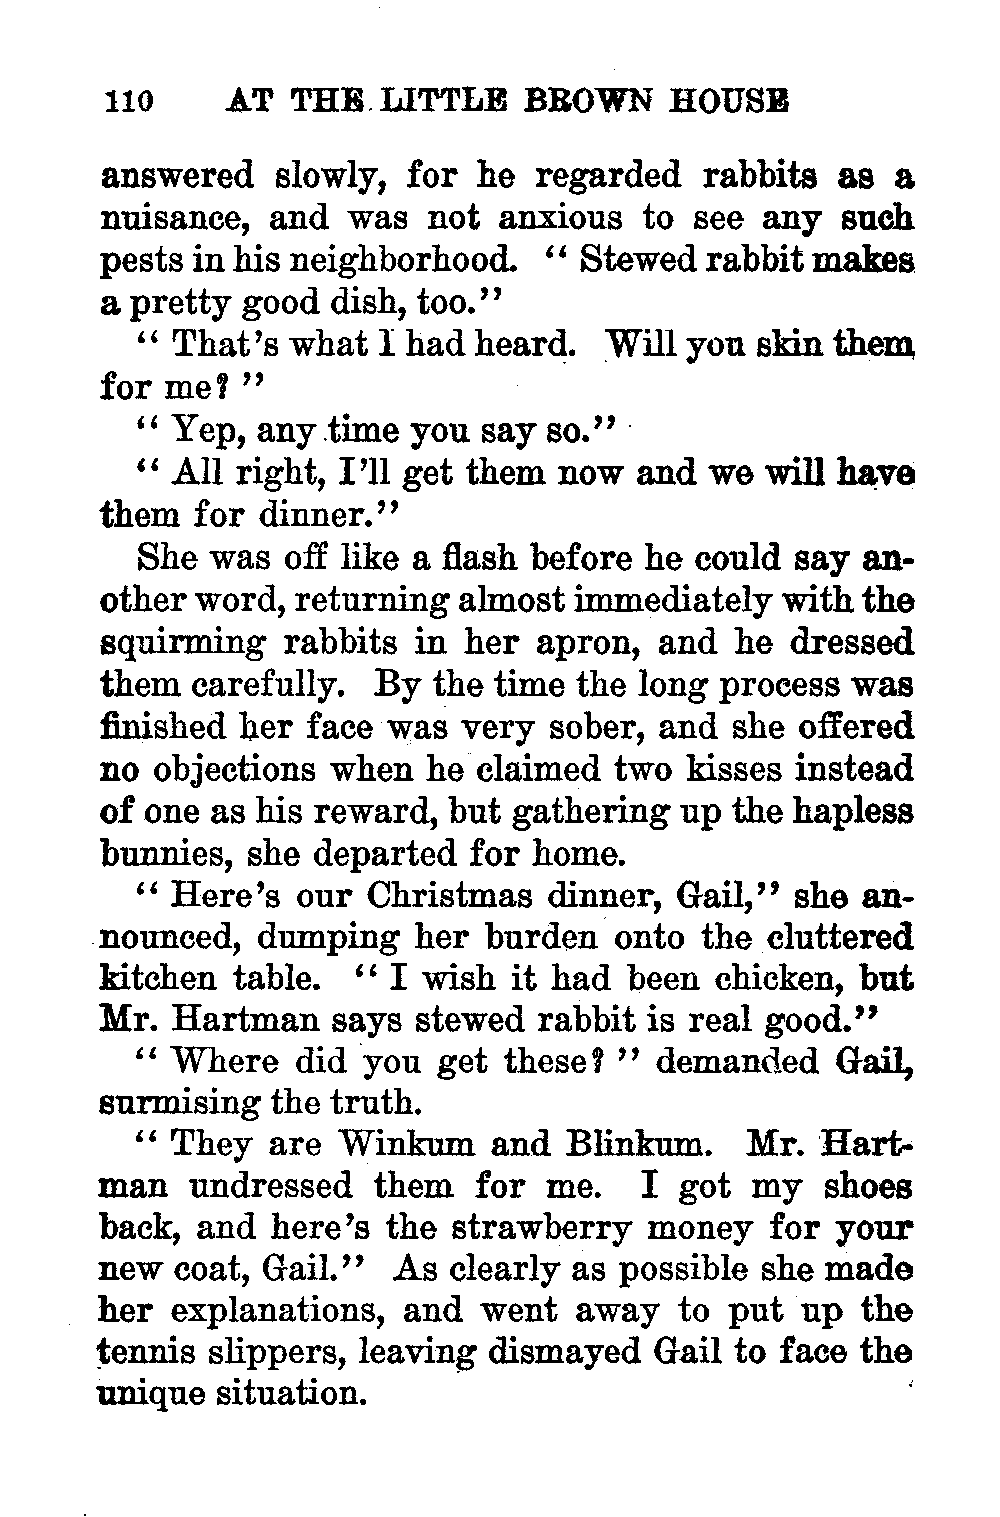 110 AT THE LITTLE BROWN HOUSE
answered slowly, for he regarded rabbits as a
nuisance, and was not anxious to see any such
pests in his neighborhood. “ Stewed rabbit makes
a pretty good dish, too.”
“ That’s what I had heard. Will you skin them
for me? ”
“ Yep, any time you say so.”
“ All right, I’ll get them now and we will have
them for dinner.”
She was off like a flash before he could say an-
other word, returning almost immediately with the
squirming rabbits in her apron, and he dressed
them carefully. By the time the long process was
finished her face was very sober, and she offered
no objections when he claimed two kisses instead
of one as his reward, but gathering up the hapless
bunnies, she departed for home.
“ Here’s our Christmas dinner, Gail,” she an-
nounced, dumping her burden onto the cluttered
kitchen table. “ I wish it had been chicken, but
Mr. Hartman says stewed rabbit is real good.”
“ Where did you get these? ” demanded Gail,
surmising the truth.
“ They are Winkum and Blinkum. Mr. Hart-
man undressed them for me. I got my shoes
back, and here’s the strawberry money for your
new coat, Gail.” As clearly as possible she made
her explanations, and went away to put up the
tennis slippers, leaving dismayed Gail to face the
unique situation.